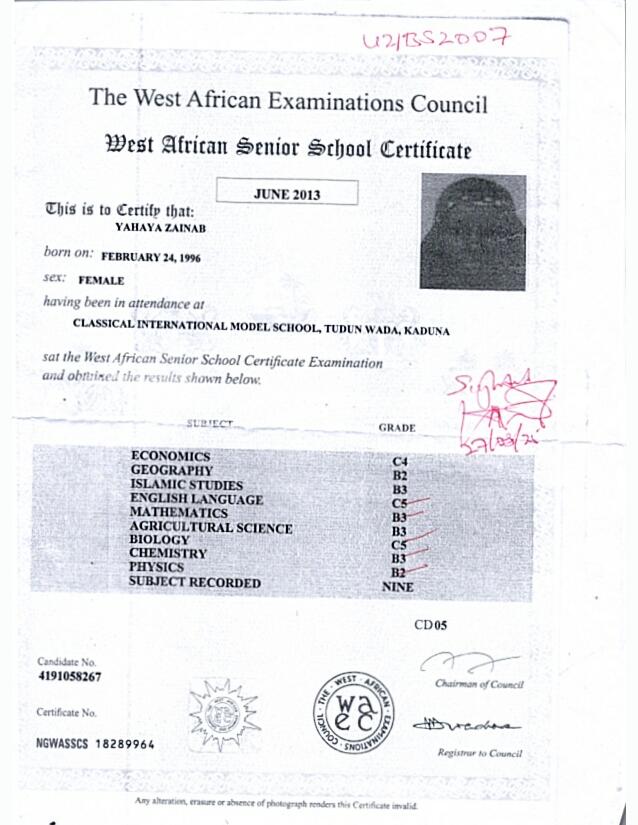 U2/BS2007
The West African Examinations Council
West African Senior School Certificate
JUNE 2013
This is to Certify that:
YAHAYA ZAINAB
born on: FEBRUARY 24, 1996
sex: FEMALE
having been in attendance at
CLASSICAL INTERNATIONAL MODEL SCHOOL, TUDUN WADA, KADUNA
sat the West African Senior School Certificate Examination
and obtained the results shown below.
SUBJECT GRADE
ECONOMICS C4
GEOGRAPHY B2
ISLAMIC STUDIES B3
ENGLISH LANGUAGE C5
MATHEMATICS B3
AGRICULTURAL SCIENCE B3
BIOLOGY C5
CHEMISTRY B3
PHYSICS B2
SUBJECT RECORDED NINE
CD05
Candidate No.
4191058267
Chairman of Council
Certificate No.
NGWASSCS 18289964
THE WEST AFRICAN EXAMINATIONS COUNCIL
waec
Registrar to Council
Any alteration, erasure or absence of photograph renders this Certificate invalid.